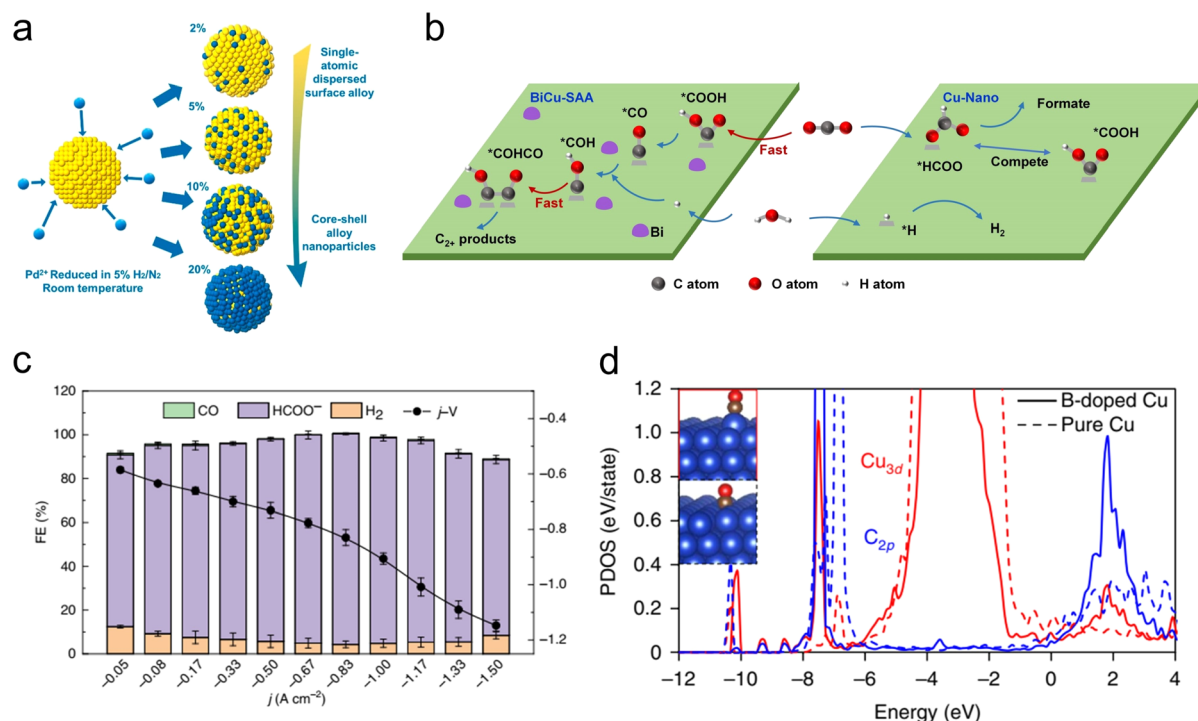 a
2%
5%
10%
20%
Single-
atomic
dispersed
surface alloy
Core-shell
alloy
nanoparticles
Pd²⁺ Reduced in 5% H₂/N₂
Room temperature
b
BiCu-SAA
*COOH
*CO
*COH
*COHCO
Fast
Fast
C₂₊ products
Bi
Cu-Nano
Formate
*COOH
*HCOO
Compete
*H
H₂
C atom
O atom
H atom
c
CO
HCOO⁻
H₂
j–V
FE (%)
120
100
80
60
40
20
0
−0.4
−0.6
−0.8
−1.0
−1.2
−0.05
−0.08
−0.17
−0.33
−0.50
−0.67
−0.83
−1.00
−1.17
−1.33
−1.50
j (A cm⁻²)
d
B-doped Cu
Pure Cu
Cu3d
C2p
PDOS (eV/state)
1.2
1.0
0.8
0.6
0.4
0.2
0
−12
−10
−8
−6
−4
−2
0
2
4
Energy (eV)